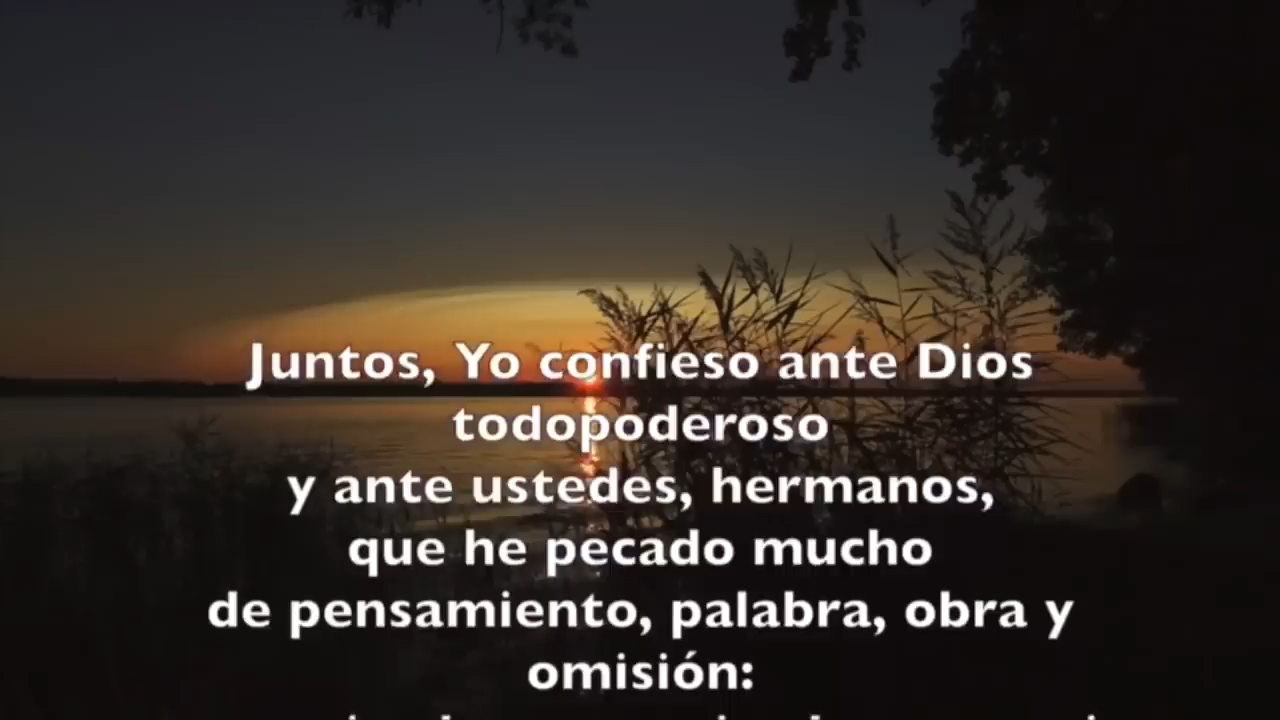 Juntos, Yo confieso ante Dios
todopoderoso
y ante ustedes, hermanos,
que he pecado mucho
de pensamiento, palabra, obra y
omisión: